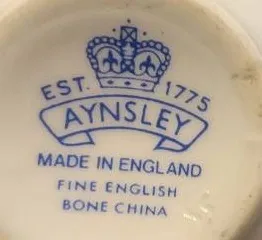 EST. 1775
AYNSLEY
MADE IN ENGLAND
FINE ENGLISH
BONE CHINA